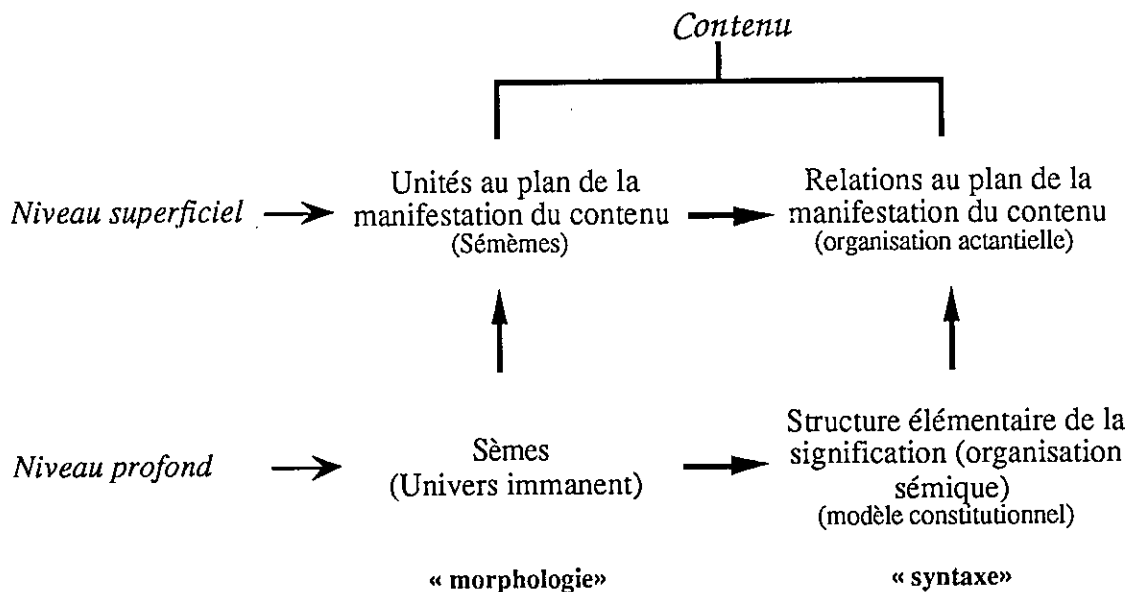 Contenu
Unités au plan de la
manifestation du contenu
(Sémèmes)
Relations au plan de la
manifestation du contenu
(organisation actantielle)
Niveau superficiel
Niveau profond
Sèmes
(Univers immanent)
Structure élémentaire de la
signification (organisation
sémique)
(modèle constitutionnel)
« morphologie»
« syntaxe»